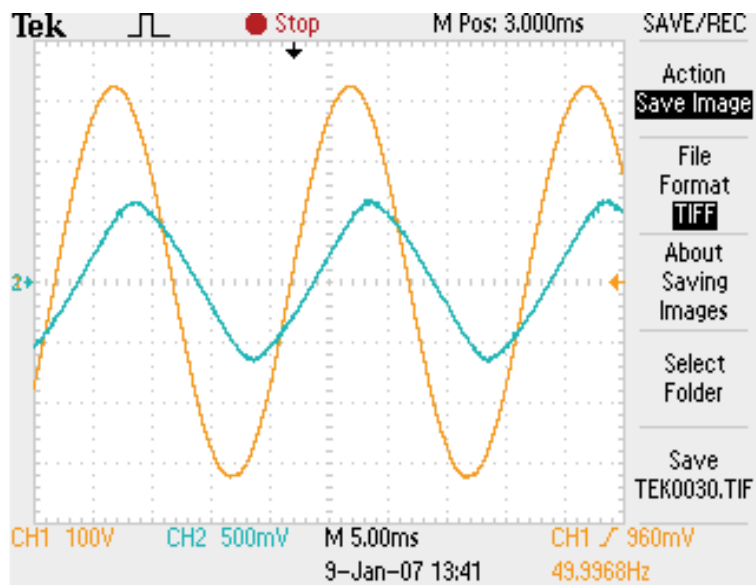 Tek Stop M Pos: 3.000ms SAVE/REC
Action
Save Image
File
Format
TIFF
2
About
Saving
Images
Select
Folder
Save
TEK0030.TIF
CH1 100V CH2 500mV M 5.00ms CH1 960mV
9-Jan-07 13:41 49.9968Hz